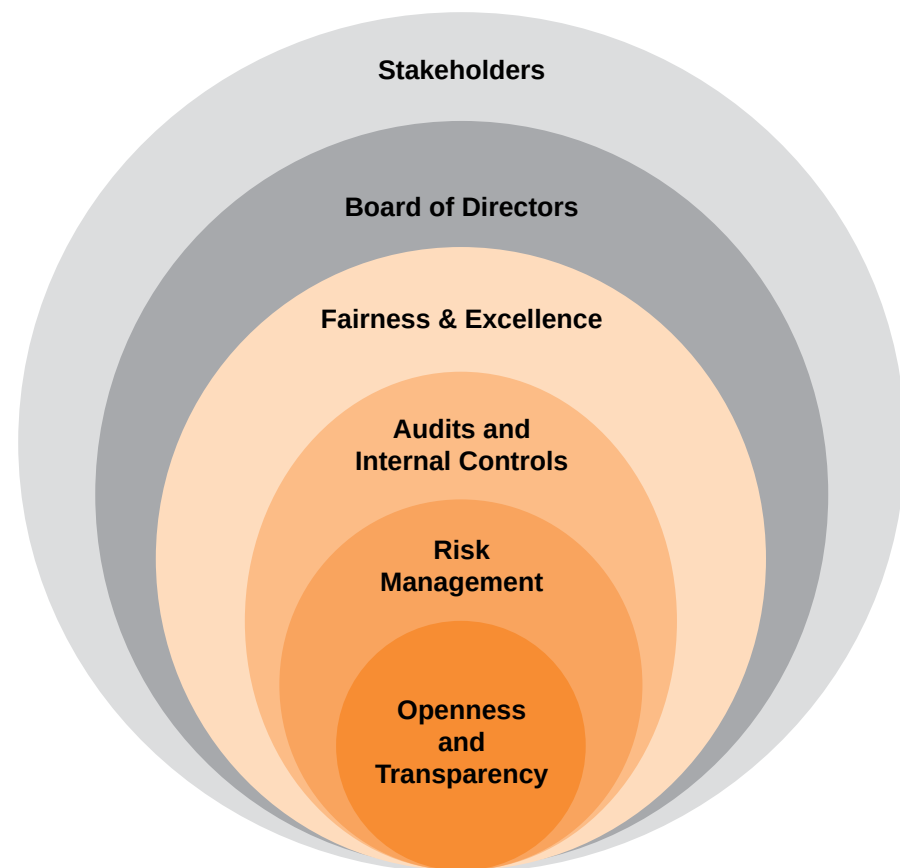 Stakeholders
Board of Directors
Fairness & Excellence
Audits and
Internal Controls
Risk
Management
Openness
and
Transparency